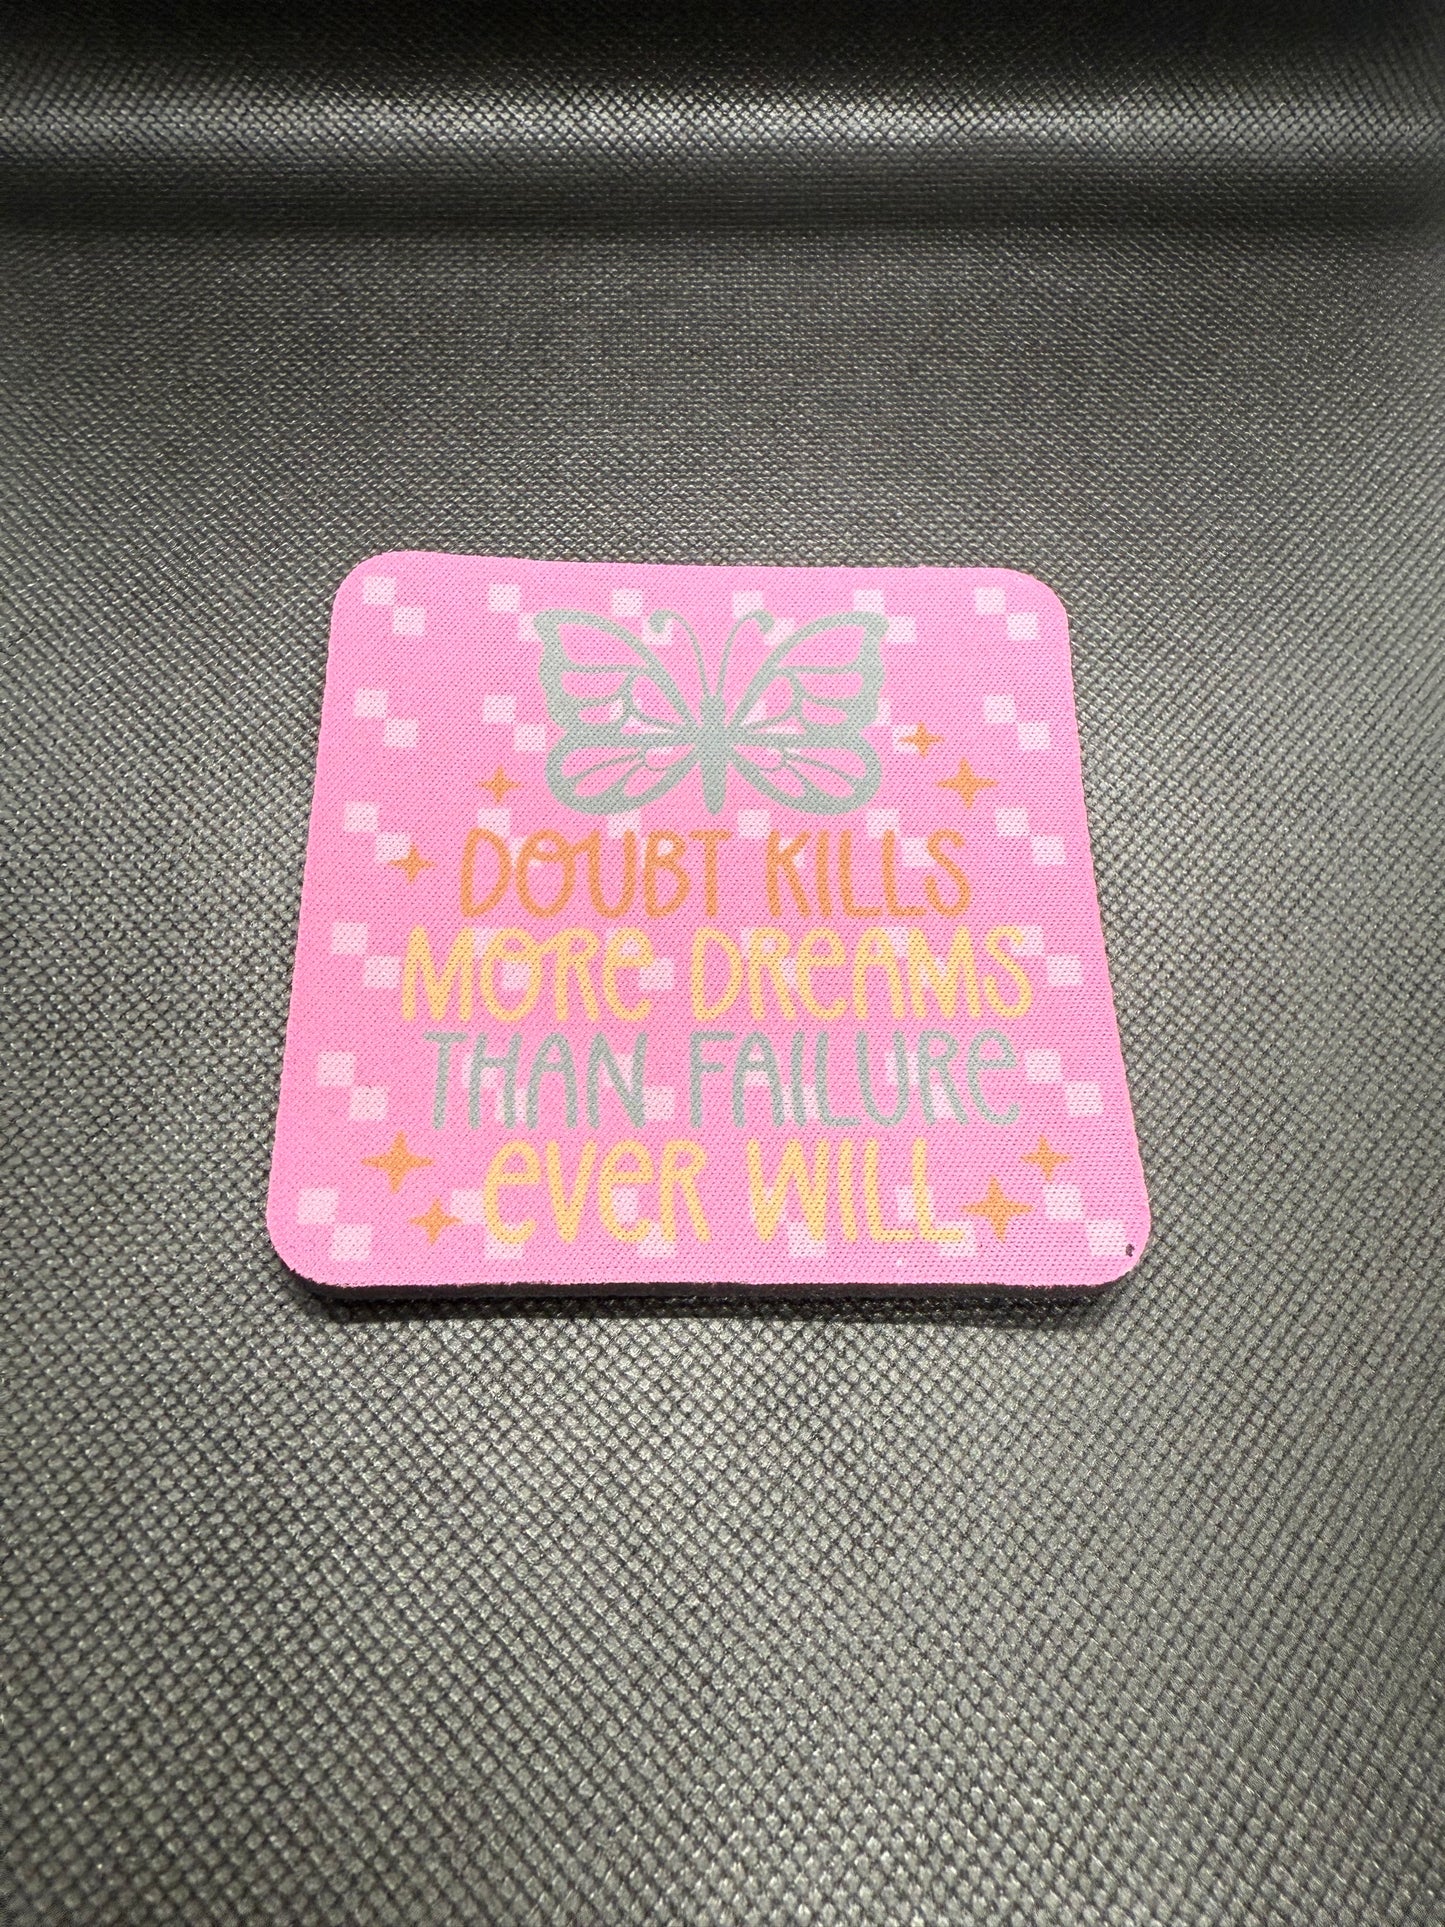 DOUBT KILLS
MORE DREAMS
THAN FAILURE
EVER WILL